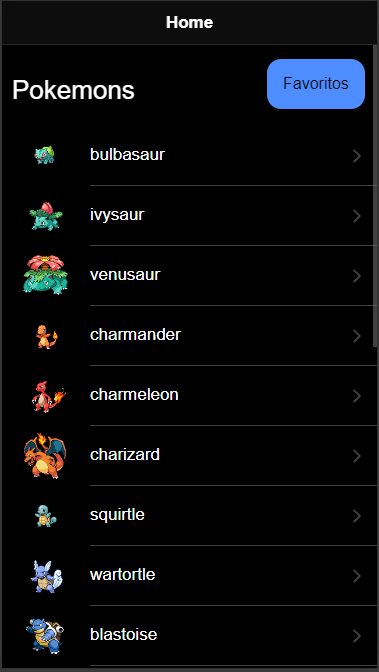 Home
Pokemons
Favoritos
bulbasaur
ivysaur
venusaur
charmander
charmeleon
charizard
squirtle
wartortle
blastoise